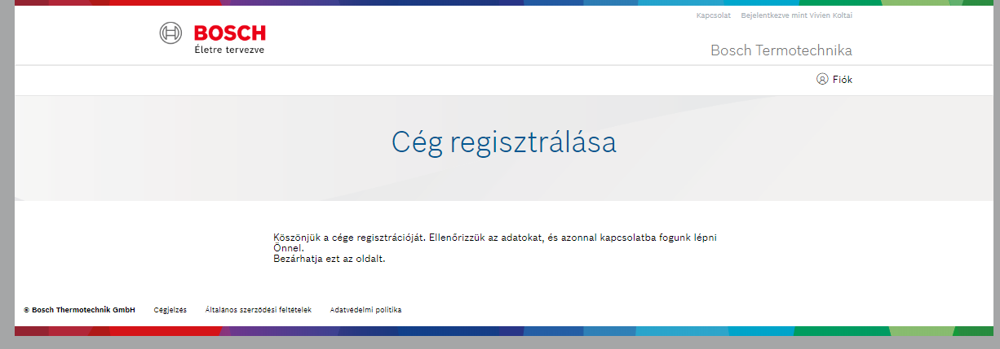 Kapcsolat Bejelentkezve mint Vivien Koltai
BOSCH
Életre tervezve
Bosch Termotechnika
Fiók
Cég regisztrálása
Köszönjük a cége regisztrációját. Ellenőrizzük az adatokat, és azonnal kapcsolatba fogunk lépni
Önnel.
Bezárhatja ezt az oldalt.
© Bosch Thermotechnik GmbH Cégjelzés Általános szerződési feltételek Adatvédelmi politika